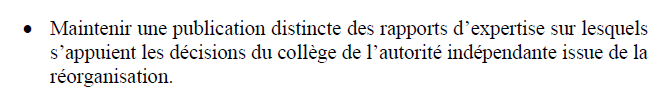 • Maintenir une publication distincte des rapports d’expertise sur lesquels
s’appuient les décisions du collège de l’autorité indépendante issue de la
réorganisation.